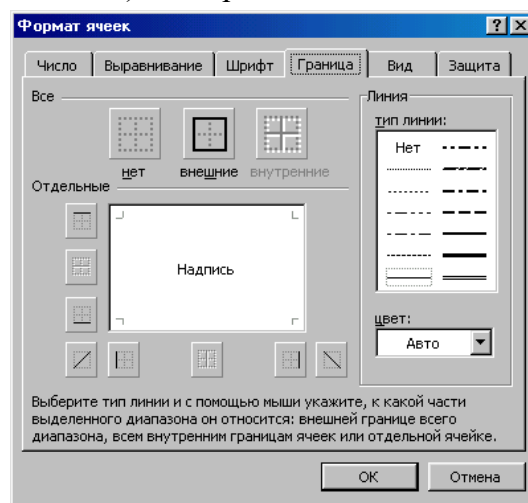 Формат ячеек
Число Выравнивание Шрифт Граница Вид Защита
Все
нет внешние внутренние
Отдельные
Надпись
Линия
тип линии:
Нет
цвет:
Авто
Выберите тип линии и с помощью мыши укажите, к какой части
выделенного диапазона он относится: внешней границе всего
диапазона, всем внутренним границам ячеек или отдельной ячейке.
ОК Отмена